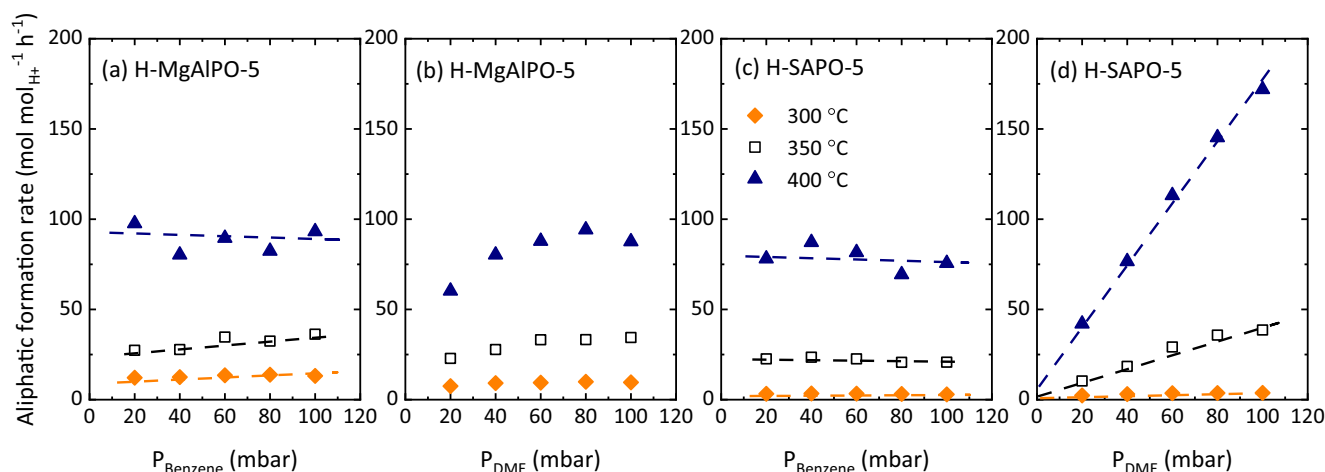 Aliphatic formation rate (mol mol_H+^-1 h^-1)
(a) H-MgAlPO-5
200
150
100
50
0
0 20 40 60 80 100 120
P_Benzene (mbar)
(b) H-MgAlPO-5
200
150
100
50
0
0 20 40 60 80 100 120
P_DME (mbar)
(c) H-SAPO-5
300 °C
350 °C
400 °C
200
150
100
50
0
0 20 40 60 80 100 120
P_Benzene (mbar)
(d) H-SAPO-5
200
150
100
50
0
0 20 40 60 80 100 120
P_DME (mbar)